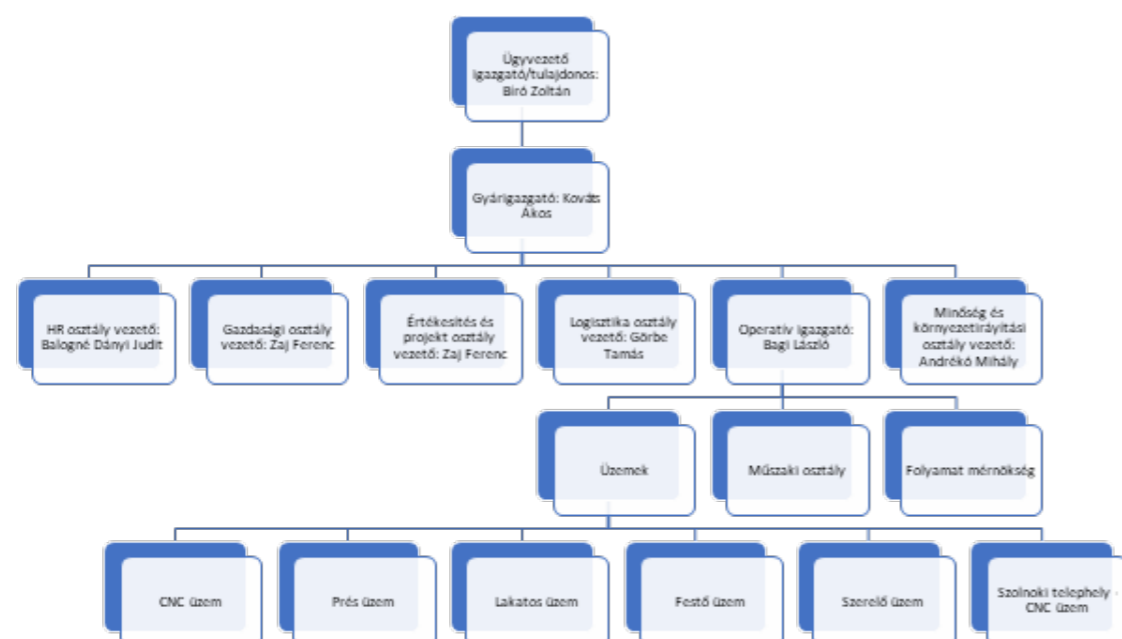 Ügyvezető
igazgató/tulajdonos:
Bíró Zoltán
Gyárigazgató: Kováts
Ákos
HR osztály vezető:
Balogné Dányi Judit
Gazdasági osztály
vezető: Zaj Ferenc
Értékesítés és
projekt osztály
vezető: Zaj Ferenc
Logisztika osztály
vezető: Görbe
Tamás
Operatív igazgató:
Bagi László
Minőség és
környezetiráyítási
osztály vezető:
Andrékó Mihály
Üzemek
Műszaki osztály
Folyamat mérnökség
CNC üzem
Prés üzem
Lakatos üzem
Festő üzem
Szerelő üzem
Szolnoki telephely -
CNC üzem